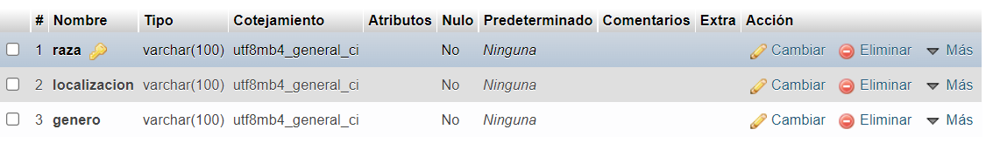 # Nombre Tipo Cotejamiento Atributos Nulo Predeterminado Comentarios Extra Acción
1 raza varchar(100) utf8mb4_general_ci No Ninguna Cambiar Eliminar Más
2 localizacion varchar(100) utf8mb4_general_ci No Ninguna Cambiar Eliminar Más
3 genero varchar(100) utf8mb4_general_ci No Ninguna Cambiar Eliminar Más